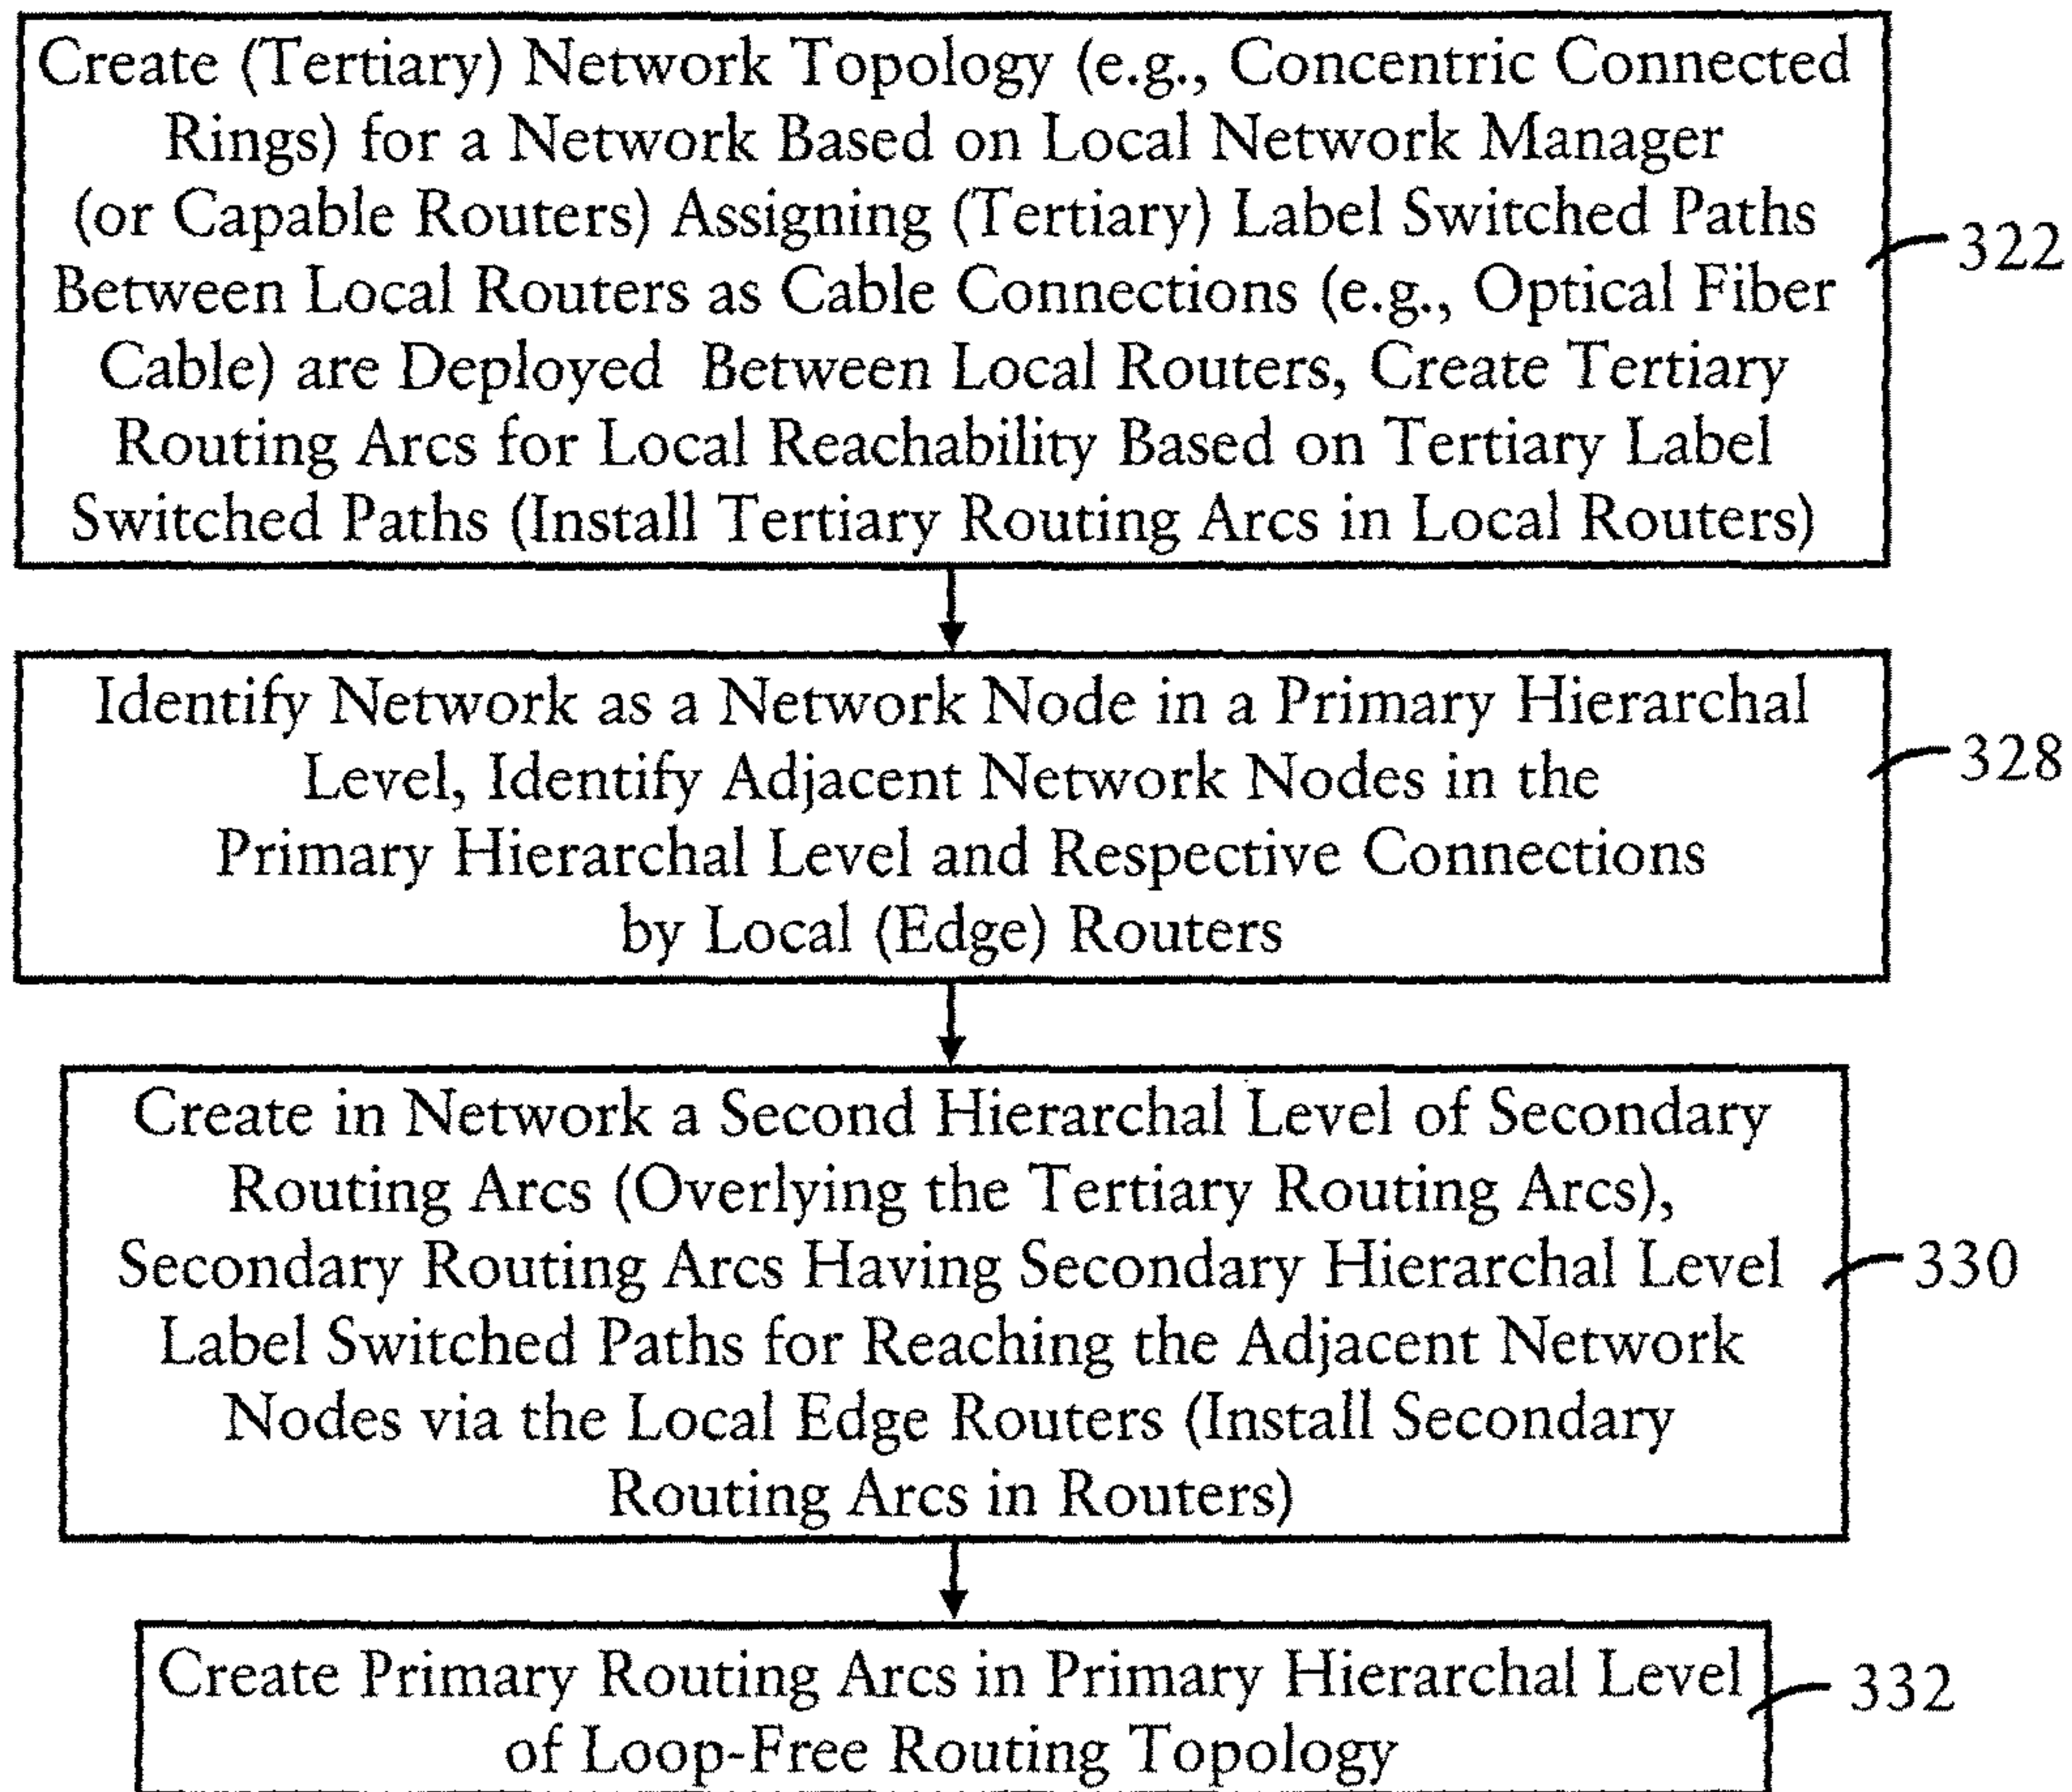 Create (Tertiary) Network Topology (e.g., Concentric Connected
Rings) for a Network Based on Local Network Manager
(or Capable Routers) Assigning (Tertiary) Label Switched Paths
Between Local Routers as Cable Connections (e.g., Optical Fiber
Cable) are Deployed Between Local Routers, Create Tertiary
Routing Arcs for Local Reachability Based on Tertiary Label
Switched Paths (Install Tertiary Routing Arcs in Local Routers)
322
Identify Network as a Network Node in a Primary Hierarchal
Level, Identify Adjacent Network Nodes in the
Primary Hierarchal Level and Respective Connections
by Local (Edge) Routers
328
Create in Network a Second Hierarchal Level of Secondary
Routing Arcs (Overlying the Tertiary Routing Arcs),
Secondary Routing Arcs Having Secondary Hierarchal Level
Label Switched Paths for Reaching the Adjacent Network
Nodes via the Local Edge Routers (Install Secondary
Routing Arcs in Routers)
330
Create Primary Routing Arcs in Primary Hierarchal Level
of Loop-Free Routing Topology
332